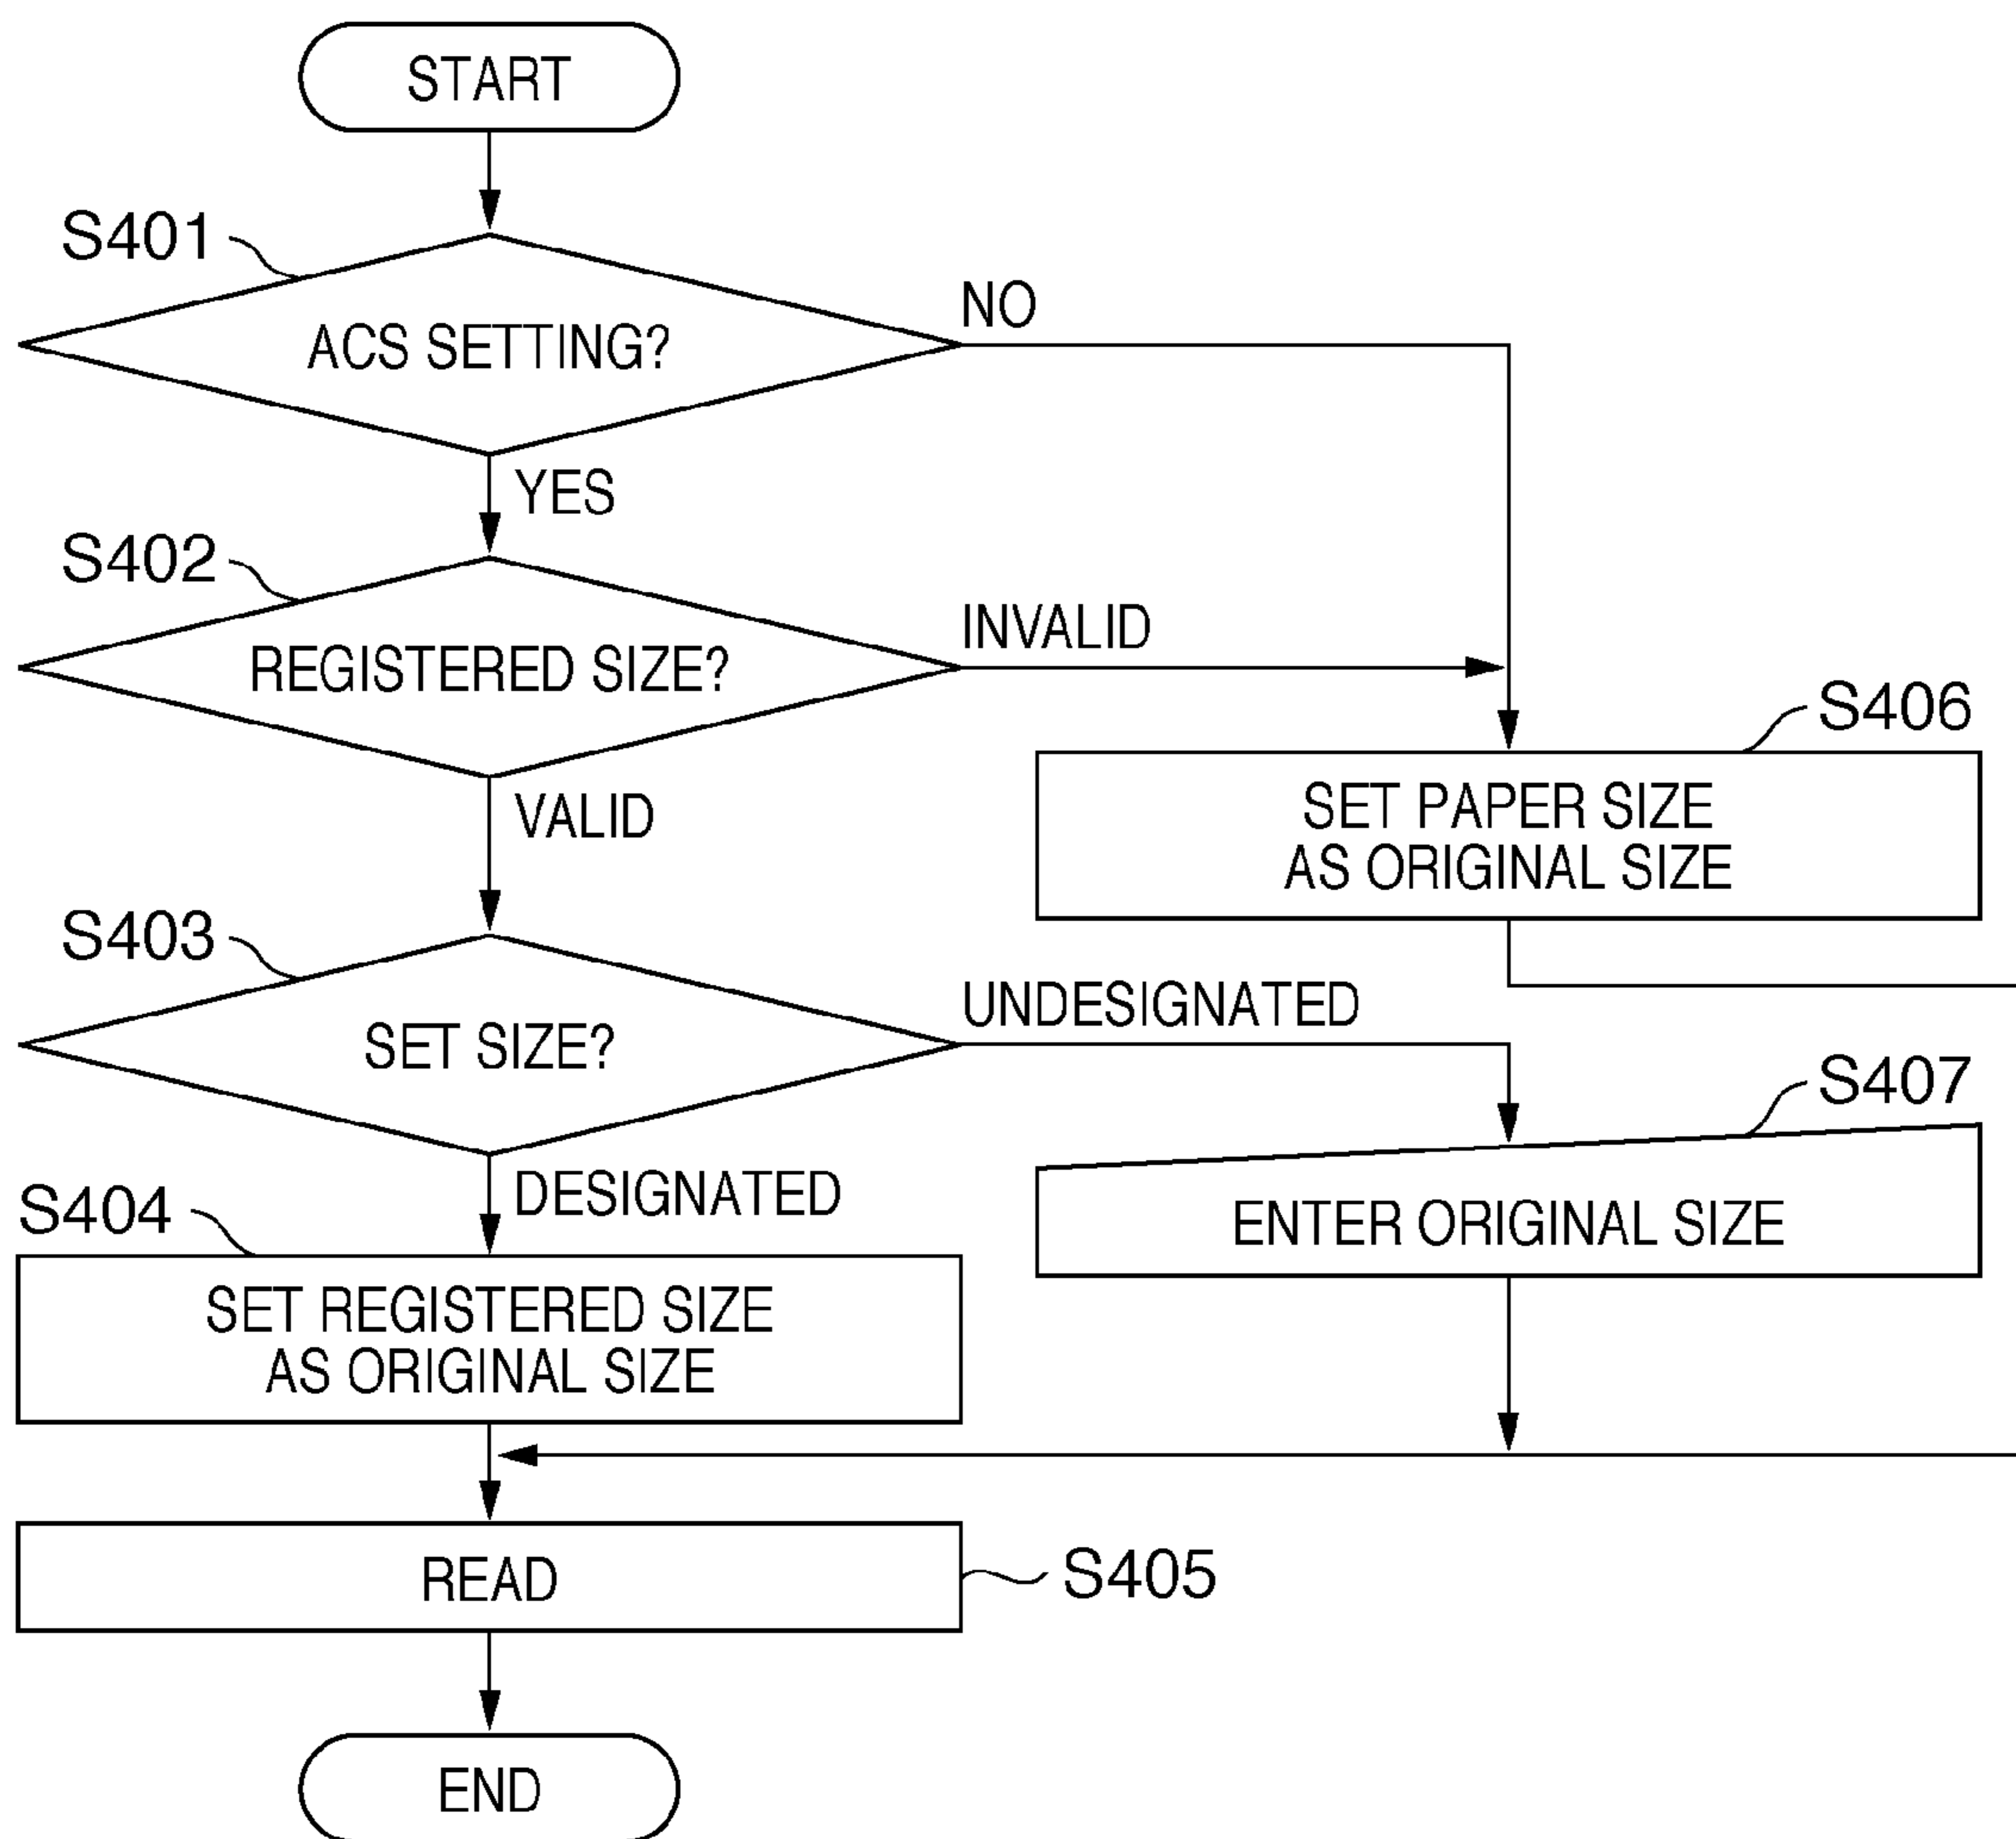 START
S401
ACS SETTING?
NO
YES
S402
REGISTERED SIZE?
INVALID
VALID
S406
SET PAPER SIZE
AS ORIGINAL SIZE
S403
SET SIZE?
UNDESIGNATED
DESIGNATED
S407
ENTER ORIGINAL SIZE
S404
SET REGISTERED SIZE
AS ORIGINAL SIZE
READ
S405
END